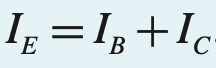 I_E = I_B + I_C.